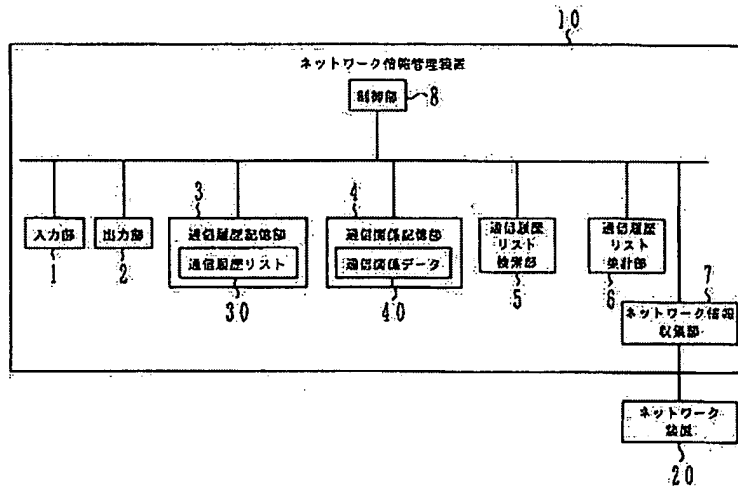 10
ネットワーク情報管理装置
制御部
8
3
4
入力部
出力部
通信履歴記憶部
通信履歴リスト
通信関係記憶部
通信関係データ
通信履歴
リスト
検索部
通信履歴
リスト
集計部
7
1
2
30
40
5
6
ネットワーク情報
収集部
ネットワーク
装置
20